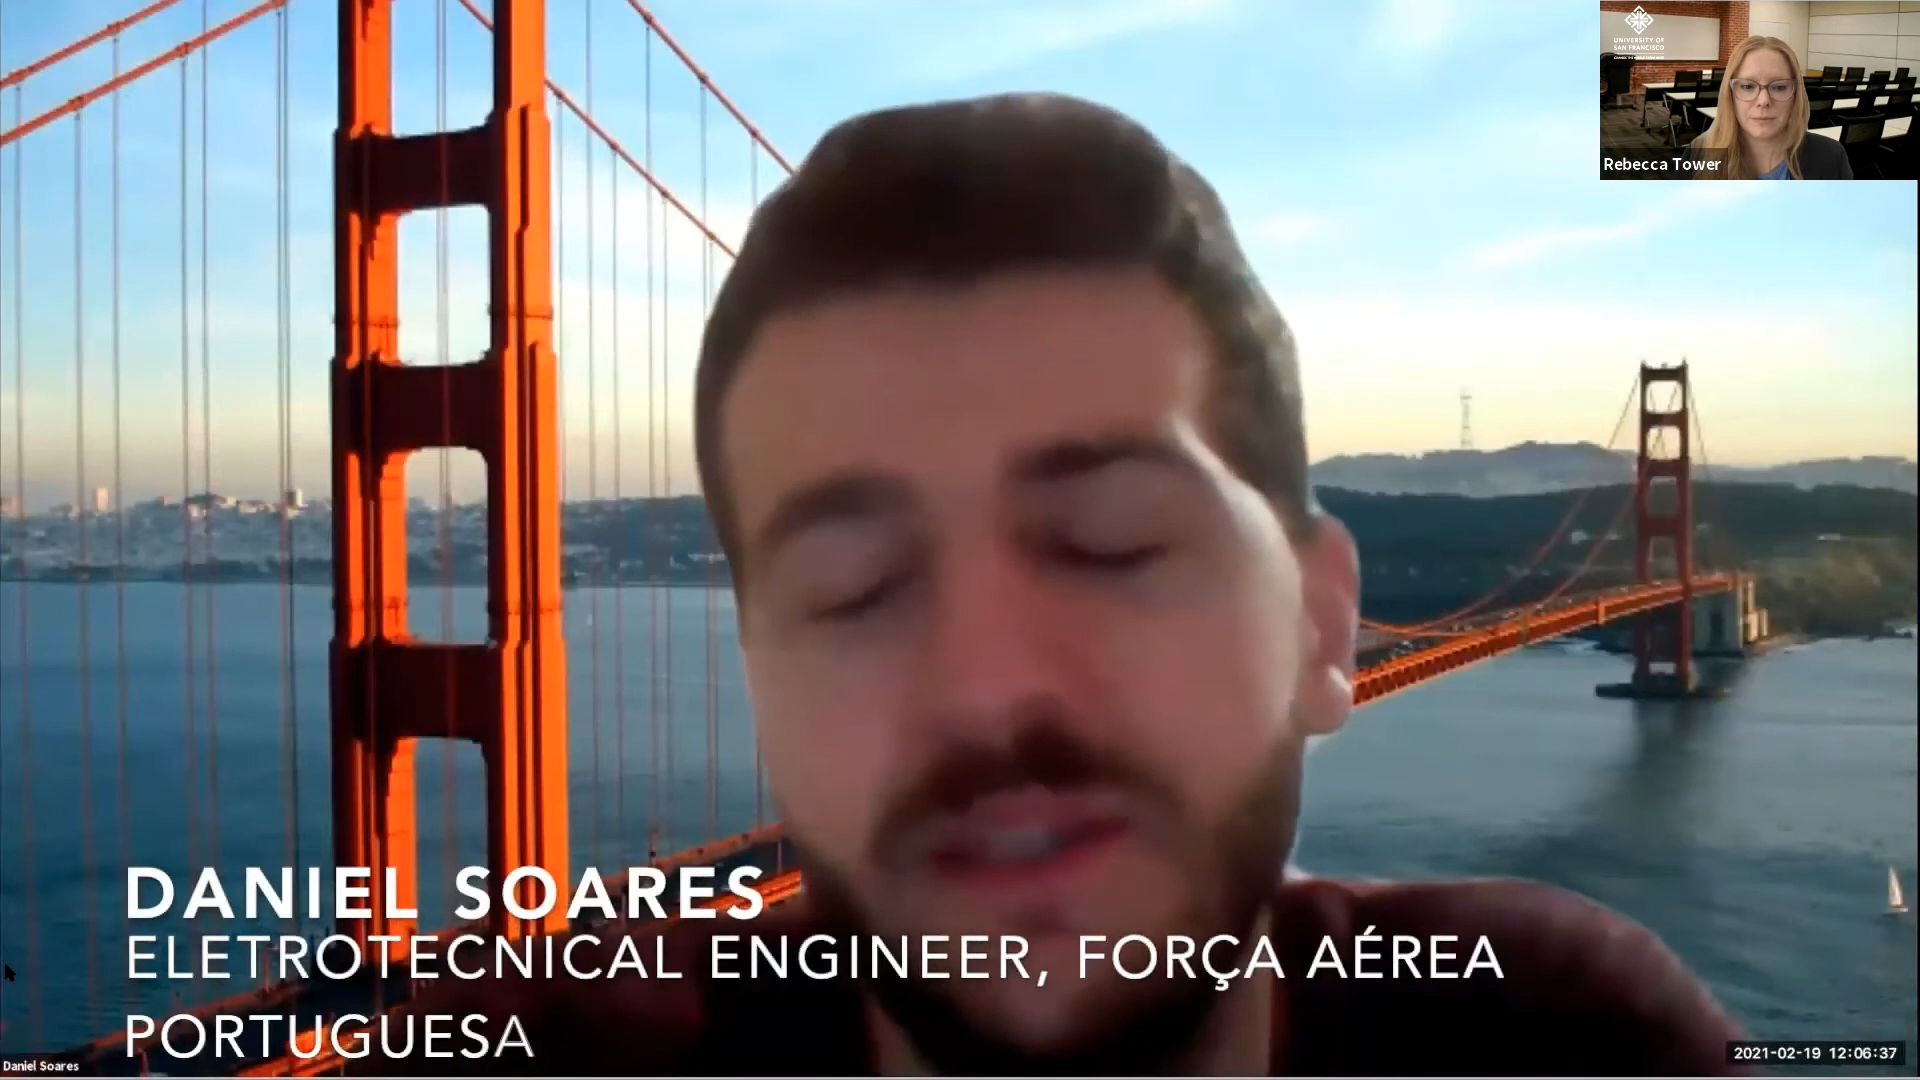 UNIVERSITY OF
SAN FRANCISCO
Rebecca Tower
DANIEL SOARES
ELETROTECNICAL ENGINEER, FORÇA AÉREA
PORTUGUESA
Daniel Soares
2021-02-19 12:06:37